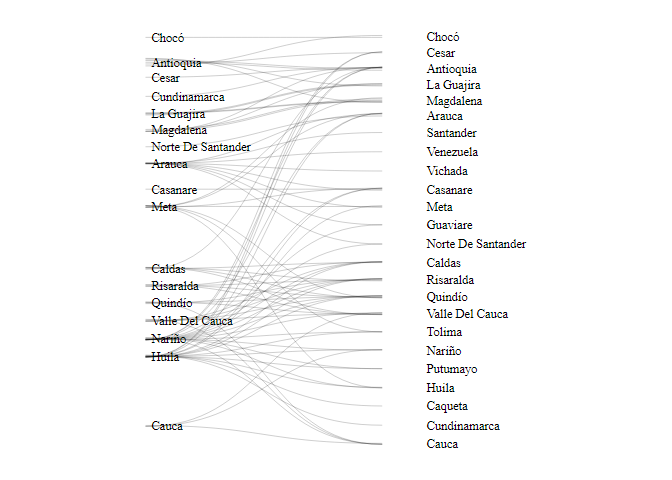 Chocó
Antioquia
Cesar
Cundinamarca
La Guajira
Magdalena
Norte De Santander
Arauca
Casanare
Meta
Caldas
Risaralda
Quindío
Valle Del Cauca
Nariño
Huila
Cauca
Chocó
Cesar
Antioquia
La Guajira
Magdalena
Arauca
Santander
Venezuela
Vichada
Casanare
Meta
Guaviare
Norte De Santander
Caldas
Risaralda
Quindío
Valle Del Cauca
Tolima
Nariño
Putumayo
Huila
Caqueta
Cundinamarca
Cauca